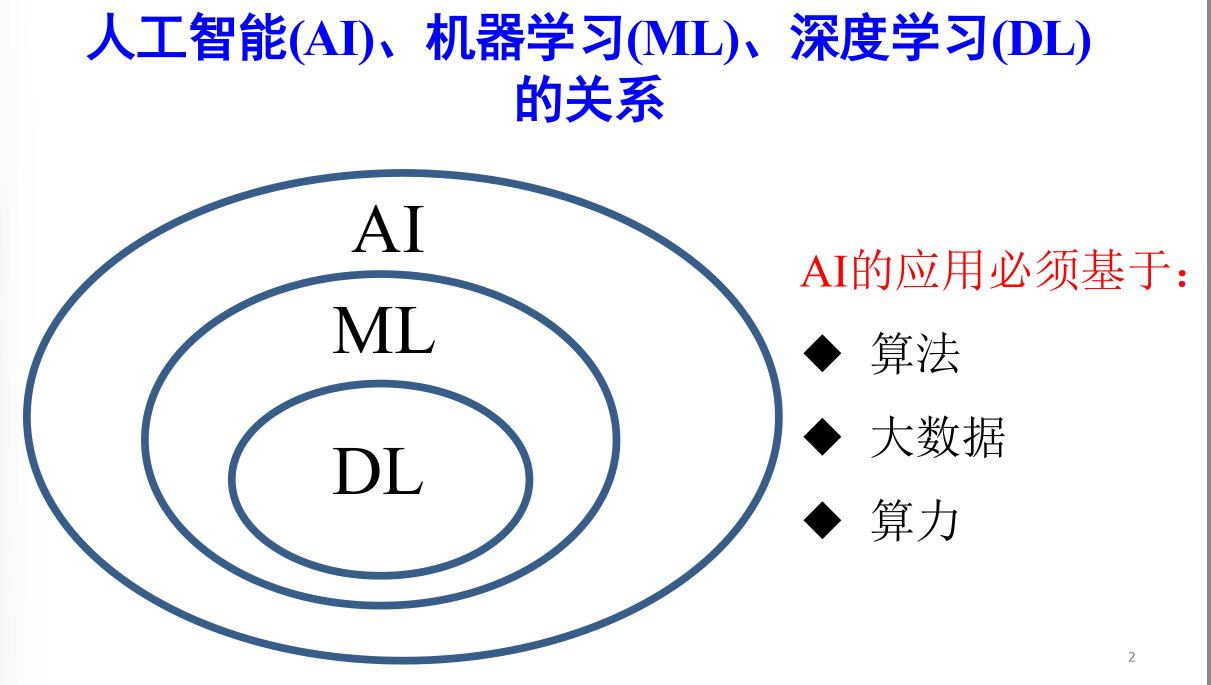 人工智能(AI)、机器学习(ML)、深度学习(DL)
的关系
AI
ML
DL
AI的应用必须基于：
◆ 算法
◆ 大数据
◆ 算力
2